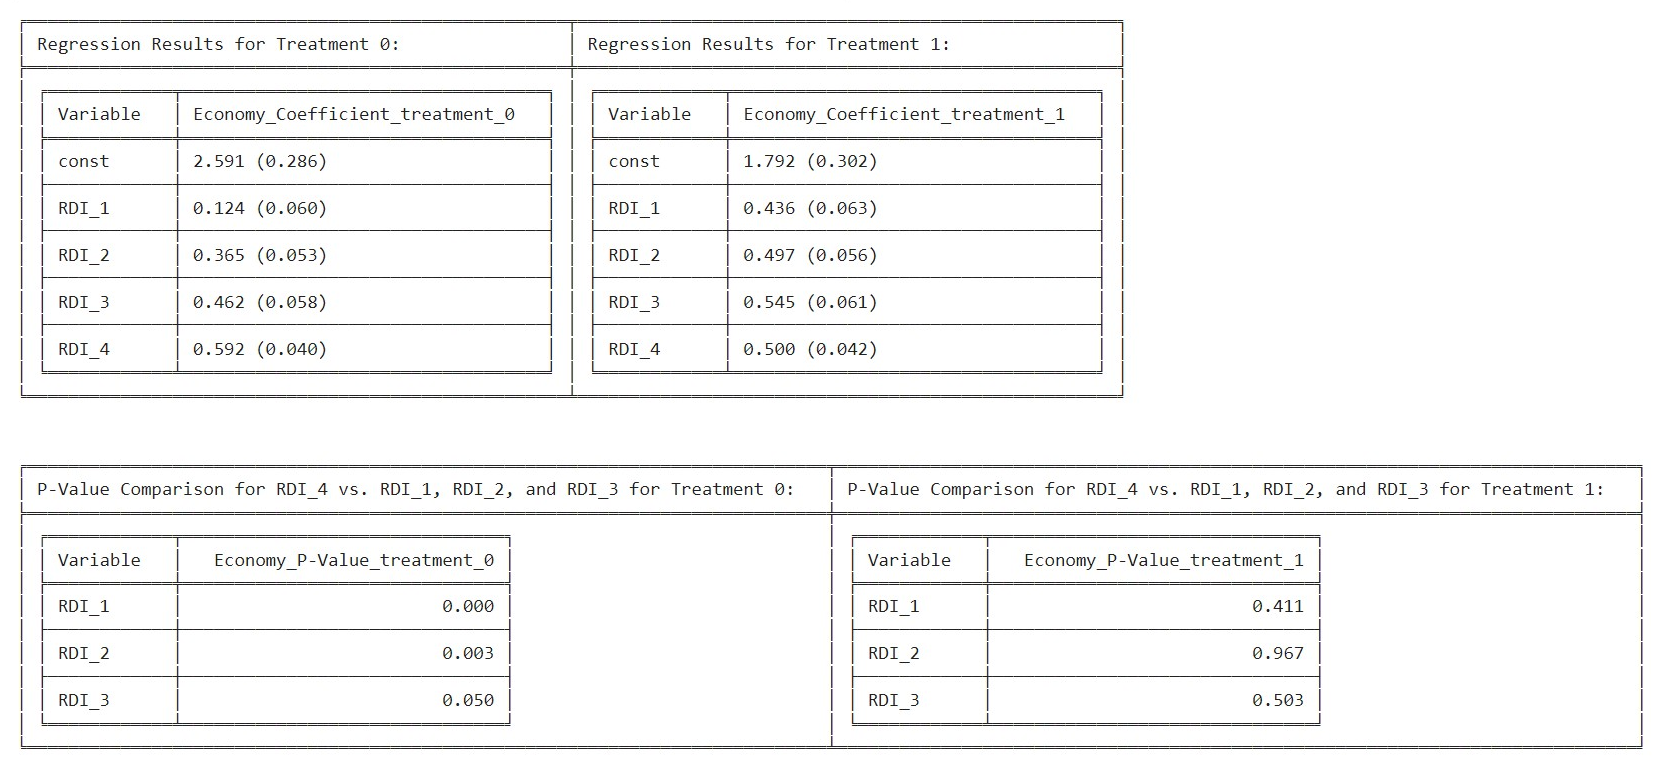 Regression Results for Treatment 0: Regression Results for Treatment 1:
Variable Economy_Coefficient_treatment_0 Variable Economy_Coefficient_treatment_1
const 2.591 (0.286) const 1.792 (0.302)
RDI_1 0.124 (0.060) RDI_1 0.436 (0.063)
RDI_2 0.365 (0.053) RDI_2 0.497 (0.056)
RDI_3 0.462 (0.058) RDI_3 0.545 (0.061)
RDI_4 0.592 (0.040) RDI_4 0.500 (0.042)
P-Value Comparison for RDI_4 vs. RDI_1, RDI_2, and RDI_3 for Treatment 0: P-Value Comparison for RDI_4 vs. RDI_1, RDI_2, and RDI_3 for Treatment 1:
Variable Economy_P-Value_treatment_0 Variable Economy_P-Value_treatment_1
RDI_1 0.000 RDI_1 0.411
RDI_2 0.003 RDI_2 0.967
RDI_3 0.050 RDI_3 0.503